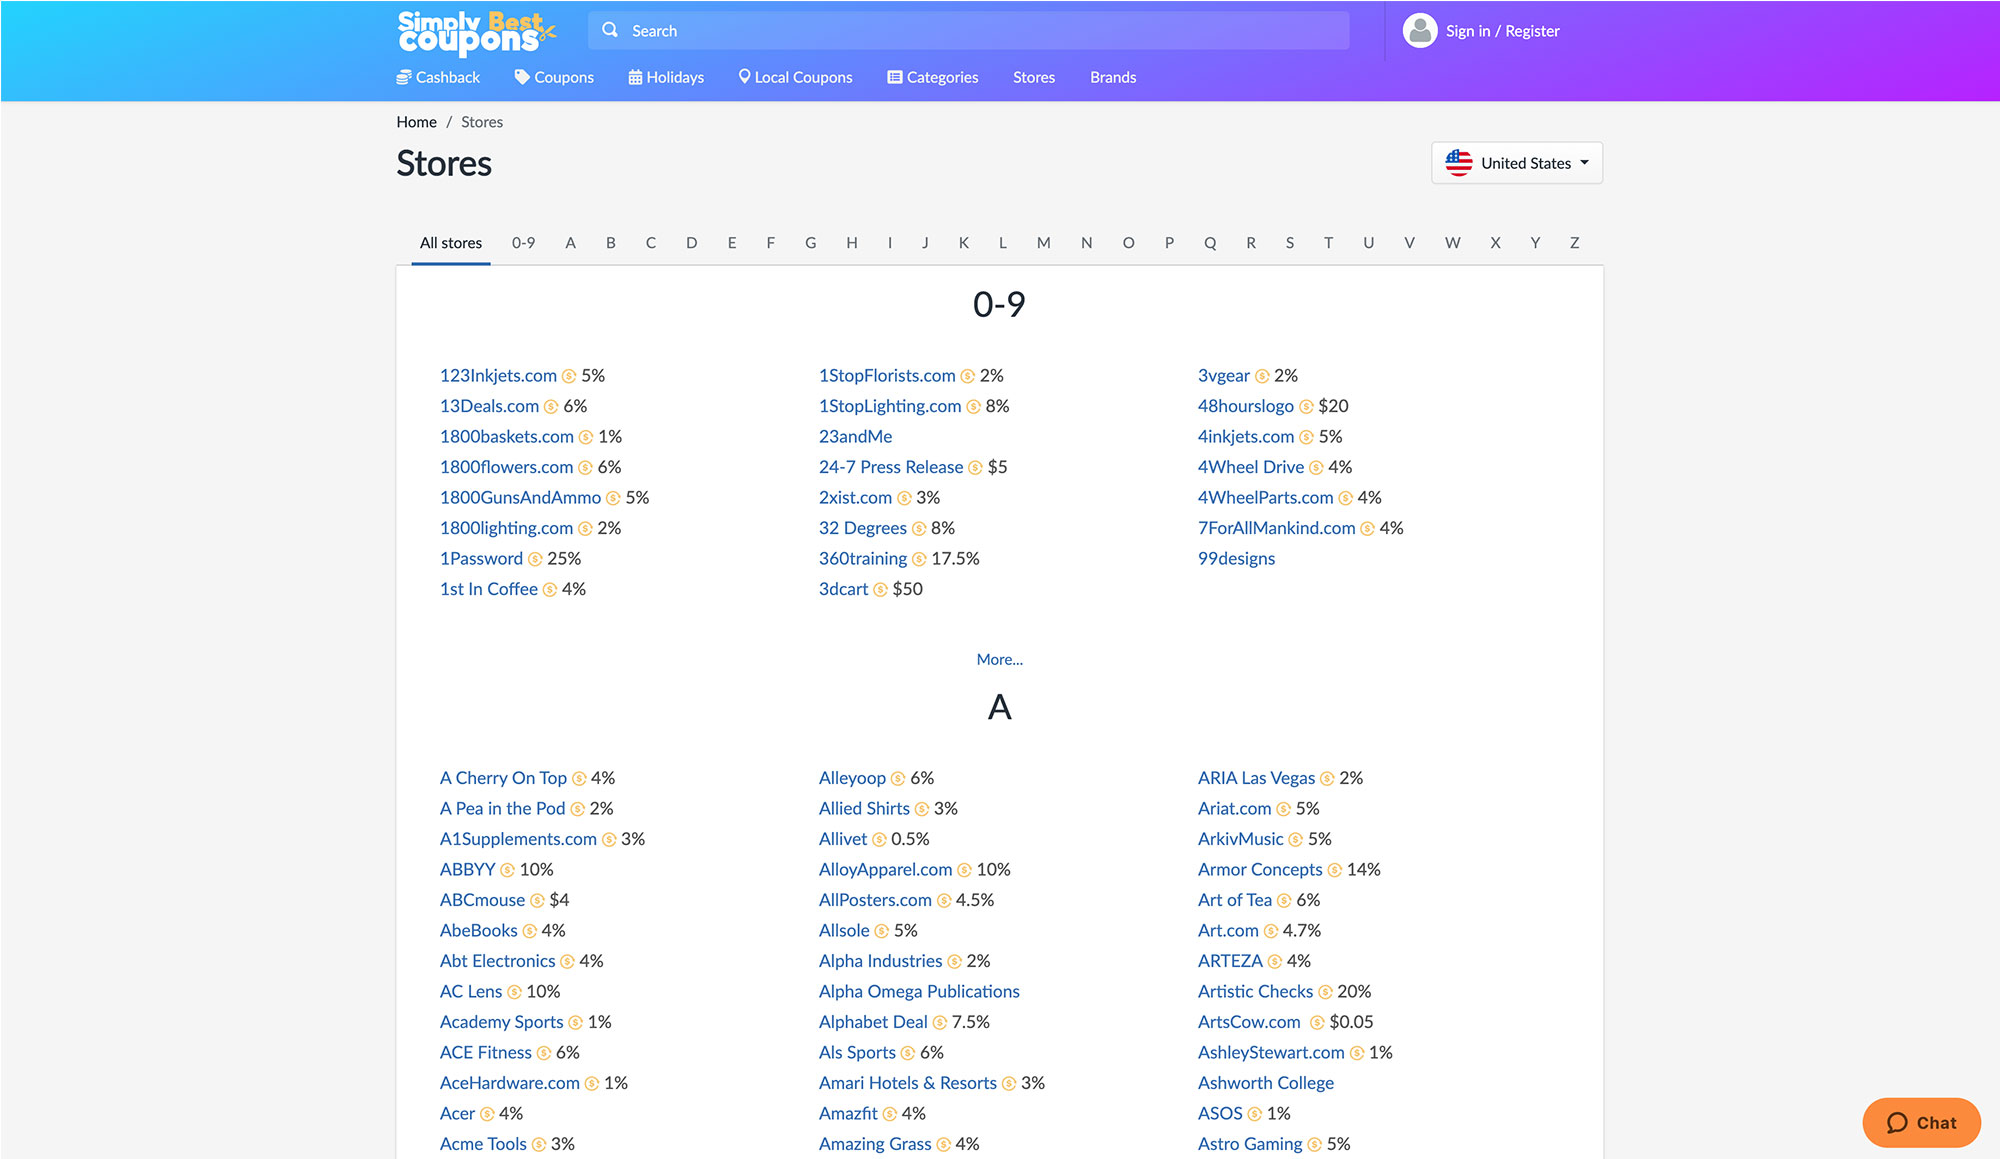 Simply Best
coupons
Search
Sign in / Register
Cashback
Coupons
Holidays
Local Coupons
Categories
Stores
Brands
Home / Stores
Stores
United States
All stores 0-9 A B C D E F G H I J K L M N O P Q R S T U V W X Y Z
0-9
123Inkjets.com 5%
13Deals.com 6%
1800baskets.com 1%
1800flowers.com 6%
1800GunsAndAmmo 5%
1800lighting.com 2%
1Password 25%
1st In Coffee 4%
1StopFlorists.com 2%
1StopLighting.com 8%
23andMe
24-7 Press Release $5
2xist.com 3%
32 Degrees 8%
360training 17.5%
3dcart $50
3vgear 2%
48hourslogo $20
4inkjets.com 5%
4Wheel Drive 4%
4WheelParts.com 4%
7ForAllMankind.com 4%
99designs
More...
A
A Cherry On Top 4%
A Pea in the Pod 2%
A1Supplements.com 3%
ABBYY 10%
ABCmouse $4
AbeBooks 4%
Abt Electronics 4%
AC Lens 10%
Academy Sports 1%
ACE Fitness 6%
AceHardware.com 1%
Acer 4%
Acme Tools 3%
Alleyoop 6%
Allied Shirts 3%
Allivet 0.5%
AlloyApparel.com 10%
AllPosters.com 4.5%
Allsole 5%
Alpha Industries 2%
Alpha Omega Publications
Alphabet Deal 7.5%
Als Sports 6%
Amari Hotels & Resorts 3%
Amazfit 4%
Amazing Grass 4%
ARIA Las Vegas 2%
Ariat.com 5%
ArkivMusic 5%
Armor Concepts 14%
Art of Tea 6%
Art.com 4.7%
ARTEZA 4%
Artistic Checks 20%
ArtsCow.com $0.05
AshleyStewart.com 1%
Ashworth College
ASOS 1%
Astro Gaming 5%
Chat